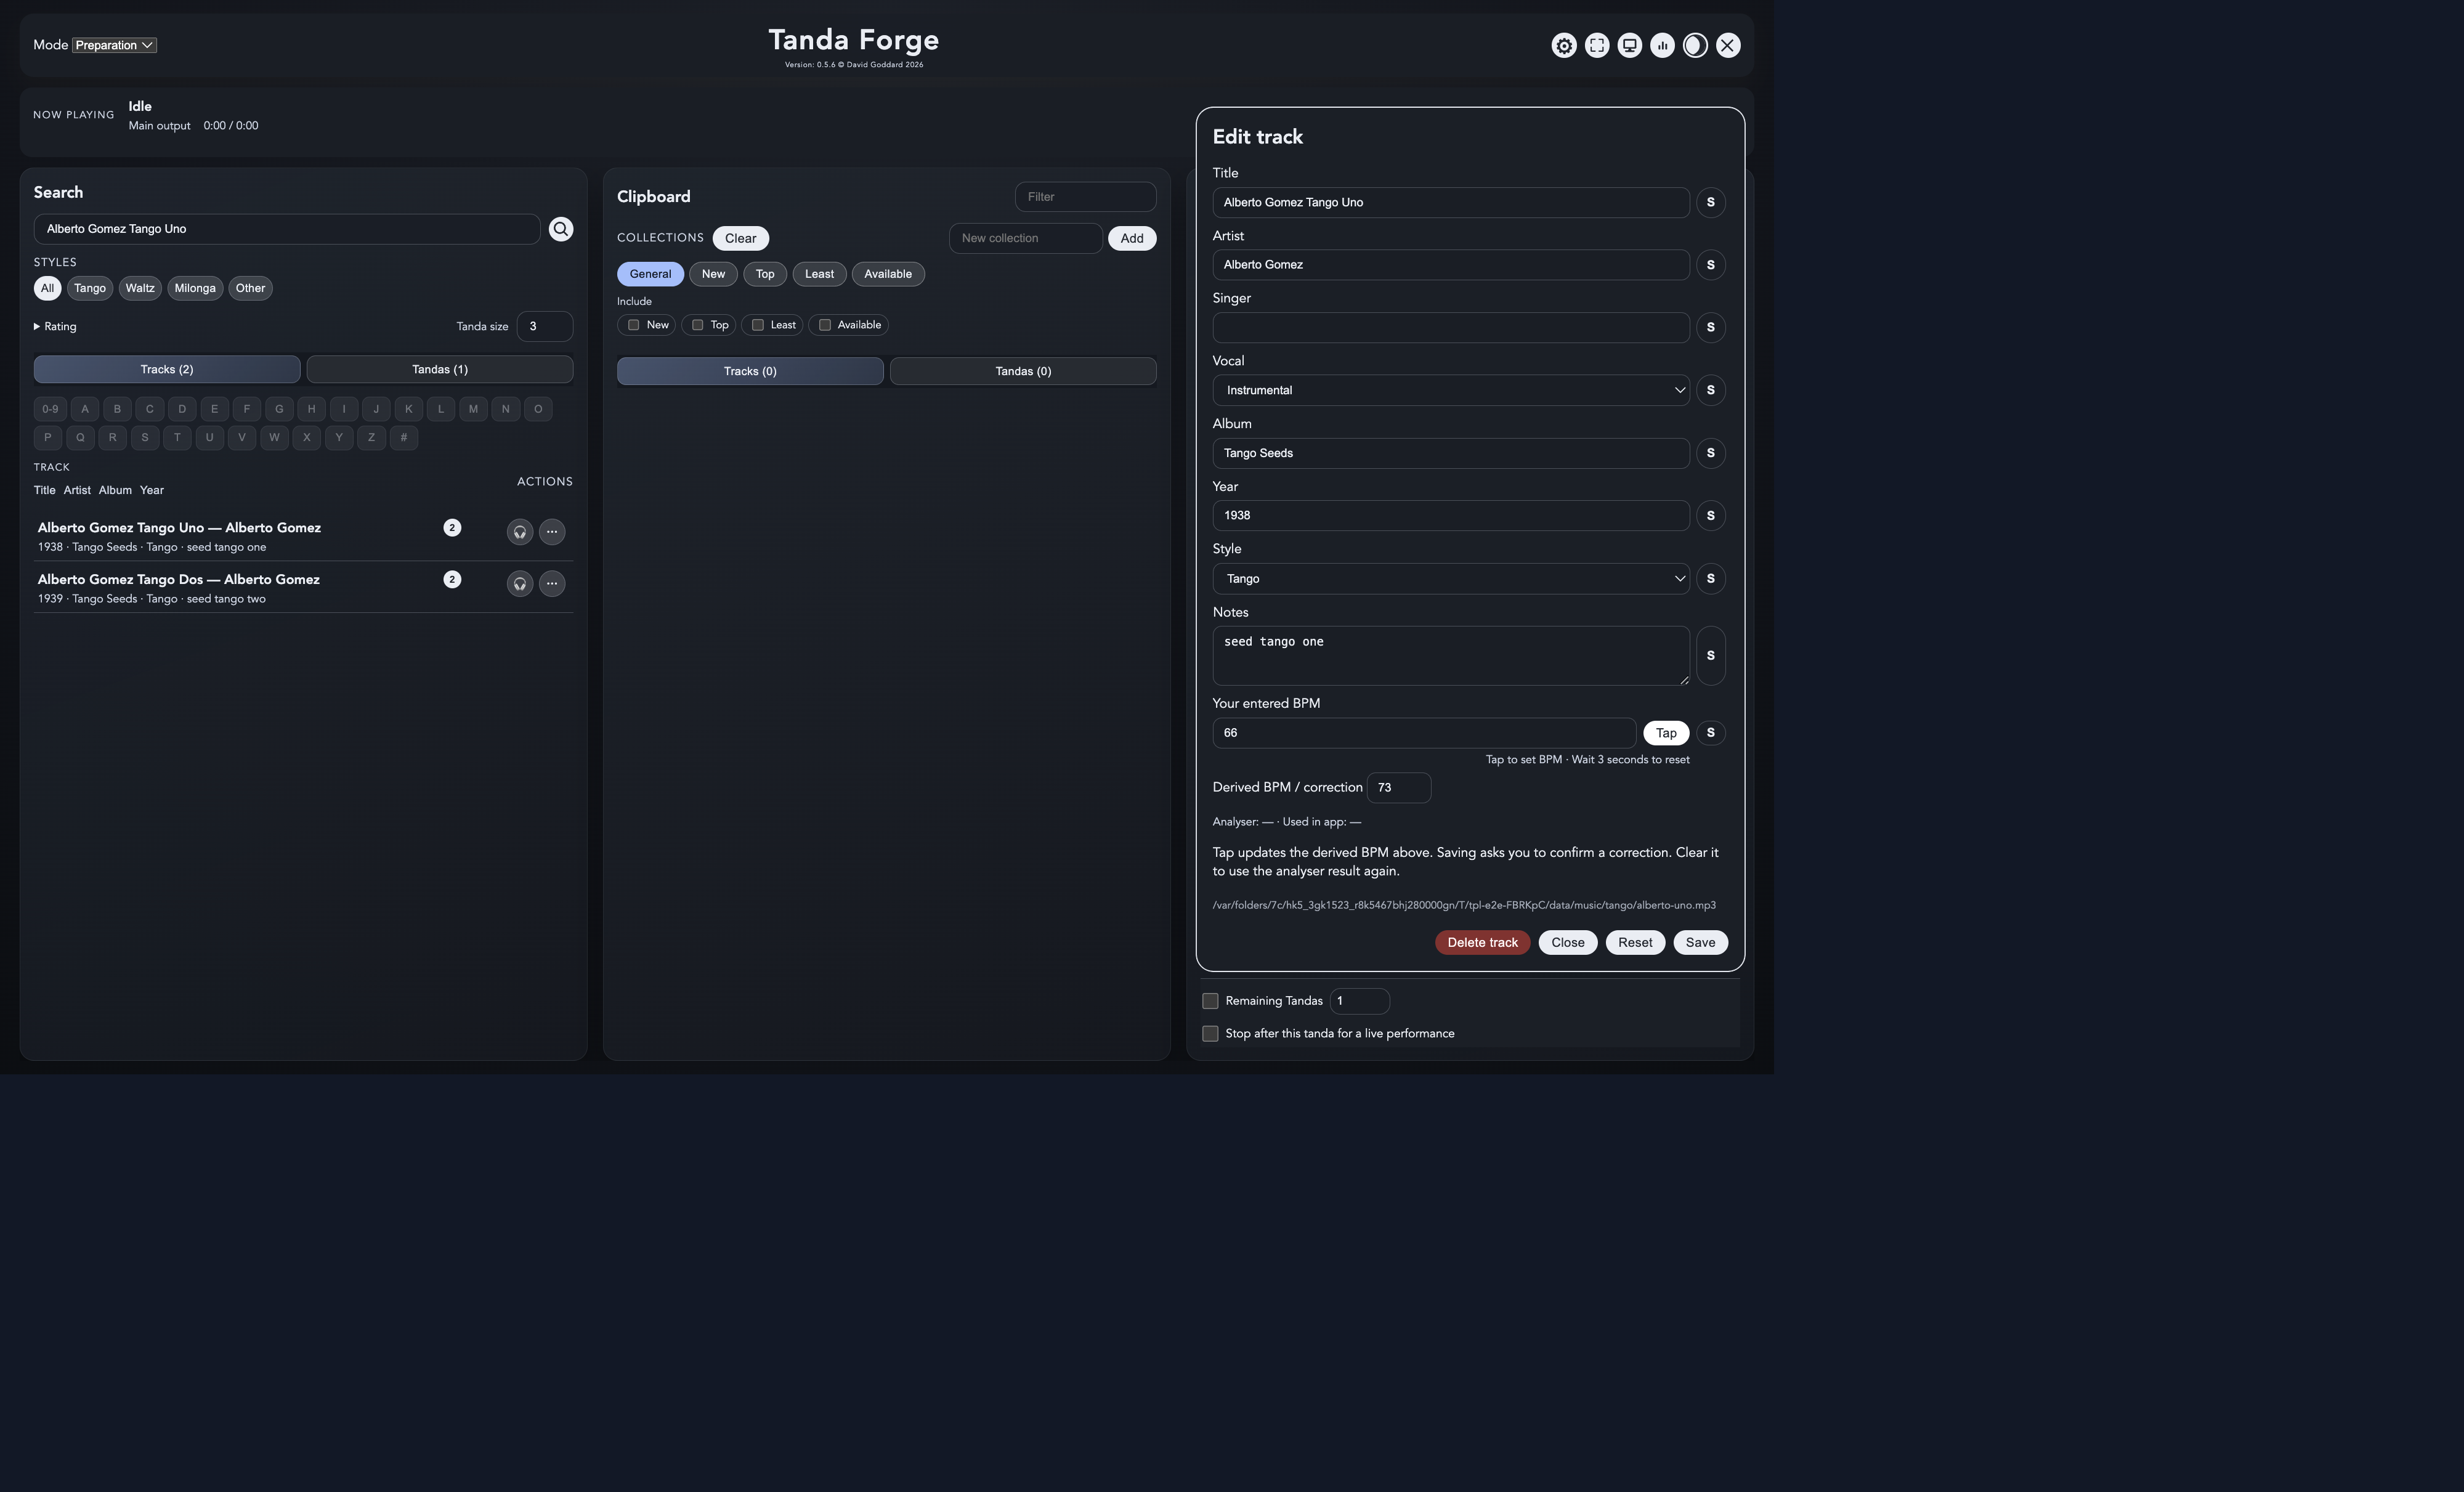 Mode Preparation
Tanda Forge
Version: 0.5.6 © David Goddard 2026
NOW PLAYING
Idle
Main output 0:00 / 0:00
Search
Alberto Gomez Tango Uno
STYLES
All Tango Waltz Milonga Other
Rating
Tanda size 3
Tracks (2) Tandas (1)
0-9 A B C D E F G H I J K L M N O
P Q R S T U V W X Y Z #
TRACK
ACTIONS
Title Artist Album Year
Alberto Gomez Tango Uno — Alberto Gomez 2 ...
1938 · Tango Seeds · Tango · seed tango one
Alberto Gomez Tango Dos — Alberto Gomez 2 ...
1939 · Tango Seeds · Tango · seed tango two
Clipboard
Filter
COLLECTIONS Clear
New collection Add
General New Top Least Available
Include
New Top Least Available
Tracks (0) Tandas (0)
Edit track
Title
Alberto Gomez Tango Uno S
Artist
Alberto Gomez S
Singer
S
Vocal
Instrumental S
Album
Tango Seeds S
Year
1938 S
Style
Tango S
Notes
seed tango one
S
Your entered BPM
66 Tap S
Tap to set BPM · Wait 3 seconds to reset
Derived BPM / correction 73
Analyser: — · Used in app: —
Tap updates the derived BPM above. Saving asks you to confirm a correction. Clear it
to use the analyser result again.
/var/folders/7c/hk5_3gk1523_r8k5467bhj280000gn/T/tpl-e2e-FBRKpC/data/music/tango/alberto-uno.mp3
Delete track Close Reset Save
Remaining Tandas 1
Stop after this tanda for a live performance